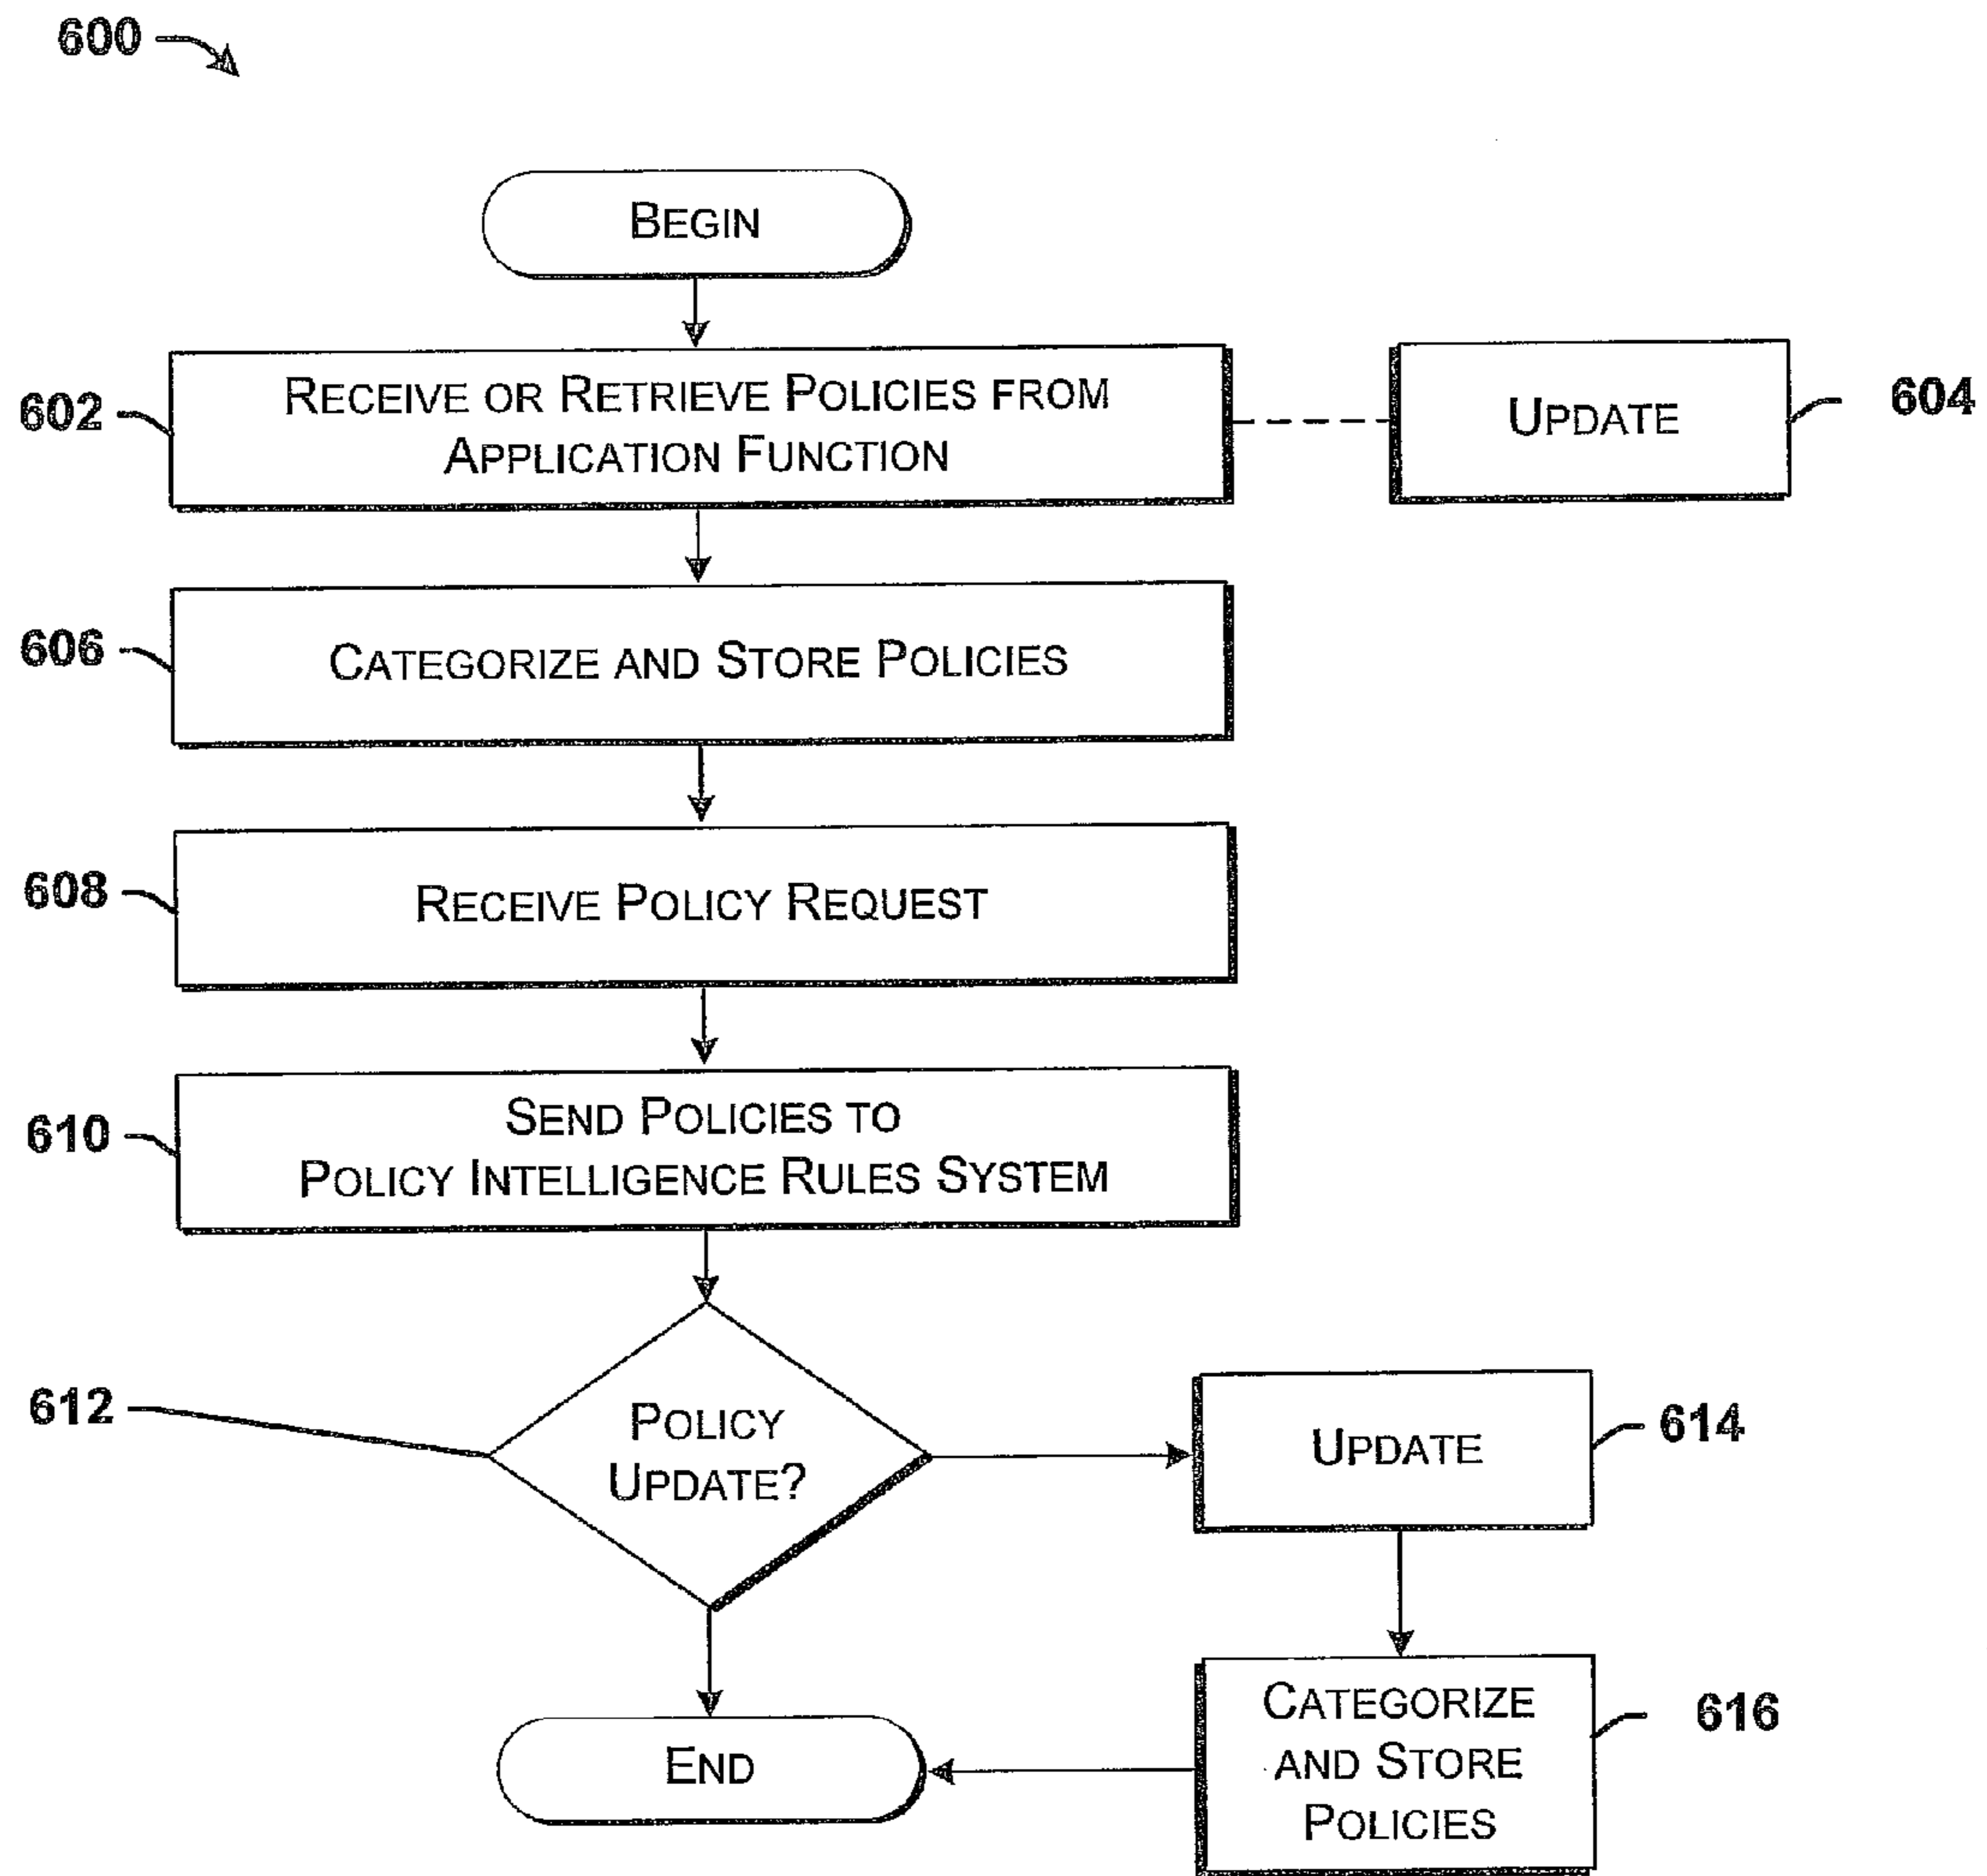 600
BEGIN
602
RECEIVE OR RETRIEVE POLICIES FROM
APPLICATION FUNCTION
UPDATE
604
606
CATEGORIZE AND STORE POLICIES
608
RECEIVE POLICY REQUEST
610
SEND POLICIES TO
POLICY INTELLIGENCE RULES SYSTEM
612
POLICY
UPDATE?
UPDATE
614
END
CATEGORIZE
AND STORE
POLICIES
616